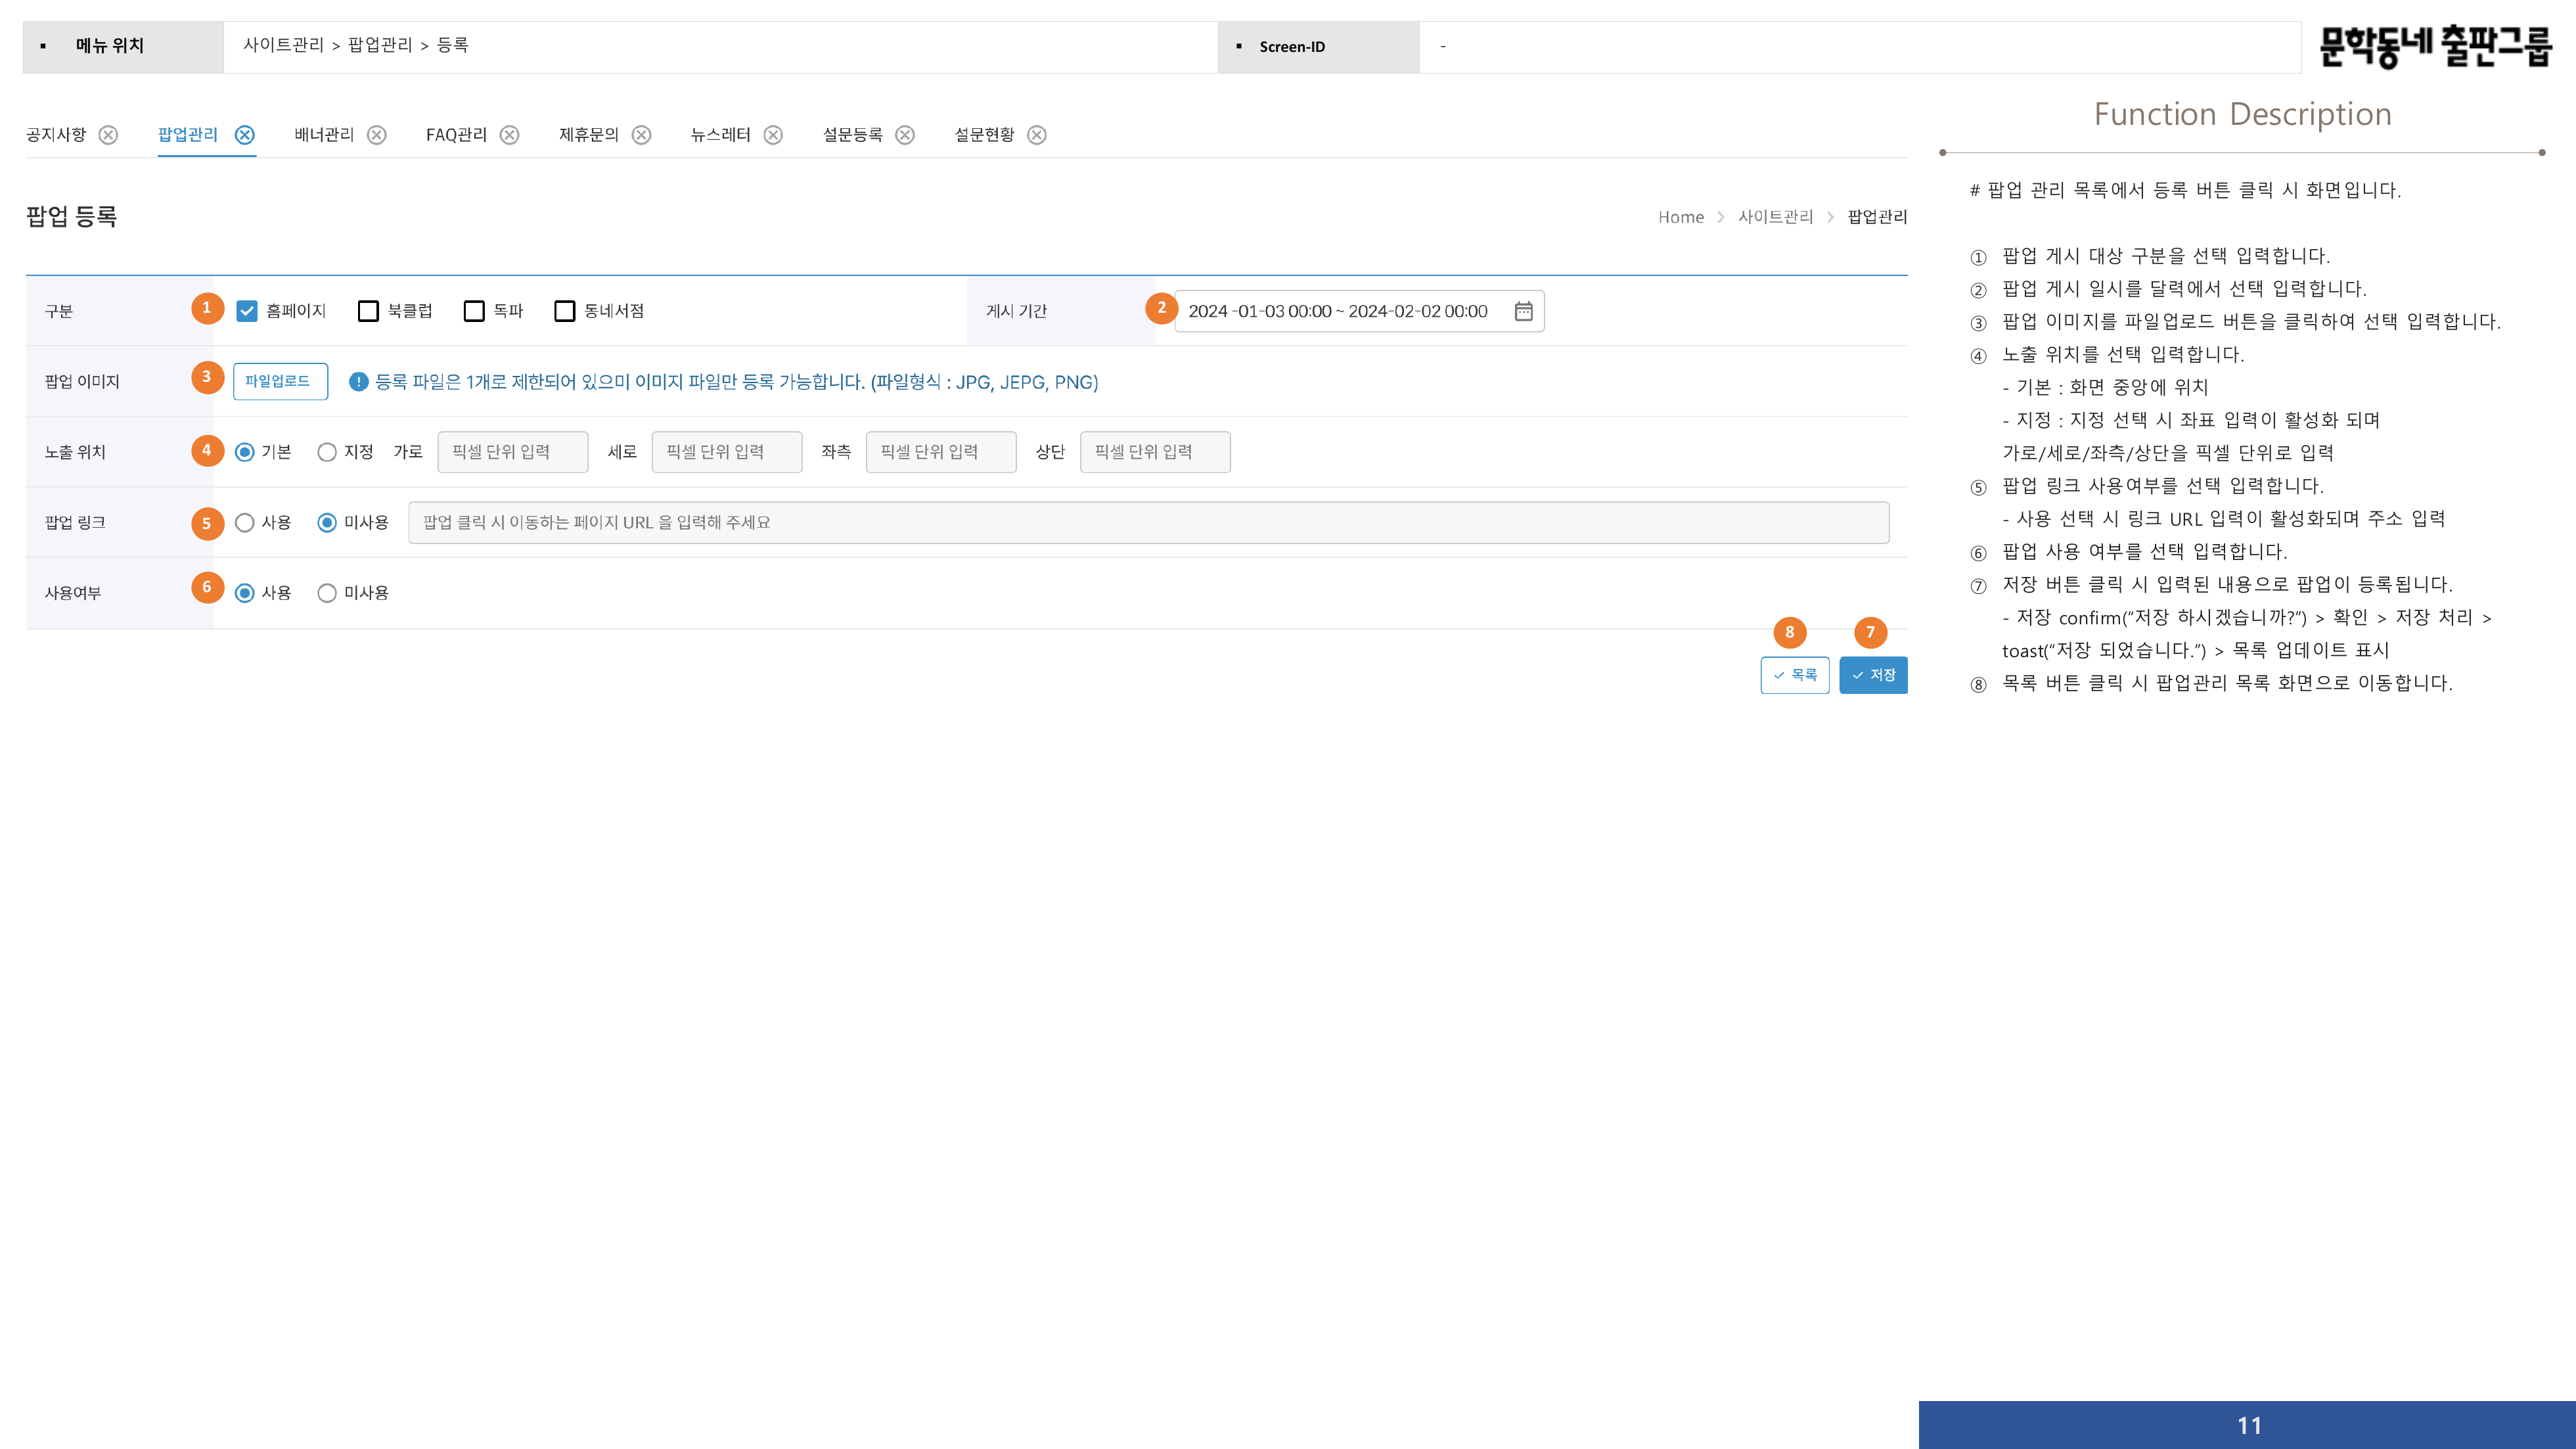 ▪ 메뉴 위치
사이트관리 > 팝업관리 > 등록
▪ Screen-ID
-
문학동네 출판그룹
공지사항 팝업관리 배너관리 FAQ관리 제휴문의 뉴스레터 설문등록 설문현황
팝업 등록
Home > 사이트관리 > 팝업관리
구분 1 홈페이지 북클럽 독파 동네서점 게시 기간 2 2024 -01-03 00:00 ~ 2024-02-02 00:00
팝업 이미지 3 파일업로드 ! 등록 파일은 1개로 제한되어 있으미 이미지 파일만 등록 가능합니다. (파일형식 : JPG, JEPG, PNG)
노출 위치 4 기본 지정 가로 픽셀 단위 입력 세로 픽셀 단위 입력 좌측 픽셀 단위 입력 상단 픽셀 단위 입력
팝업 링크 5 사용 미사용 팝업 클릭 시 이동하는 페이지 URL 을 입력해 주세요
사용여부 6 사용 미사용
8 7
목록 저장
Function Description
# 팝업 관리 목록에서 등록 버튼 클릭 시 화면입니다.
① 팝업 게시 대상 구분을 선택 입력합니다.
② 팝업 게시 일시를 달력에서 선택 입력합니다.
③ 팝업 이미지를 파일업로드 버튼을 클릭하여 선택 입력합니다.
④ 노출 위치를 선택 입력합니다.
- 기본 : 화면 중앙에 위치
- 지정 : 지정 선택 시 좌표 입력이 활성화 되며
가로/세로/좌측/상단을 픽셀 단위로 입력
⑤ 팝업 링크 사용여부를 선택 입력합니다.
- 사용 선택 시 링크 URL 입력이 활성화되며 주소 입력
⑥ 팝업 사용 여부를 선택 입력합니다.
⑦ 저장 버튼 클릭 시 입력된 내용으로 팝업이 등록됩니다.
- 저장 confirm(“저장 하시겠습니까?”) > 확인 > 저장 처리 >
toast(“저장 되었습니다.”) > 목록 업데이트 표시
⑧ 목록 버튼 클릭 시 팝업관리 목록 화면으로 이동합니다.
11